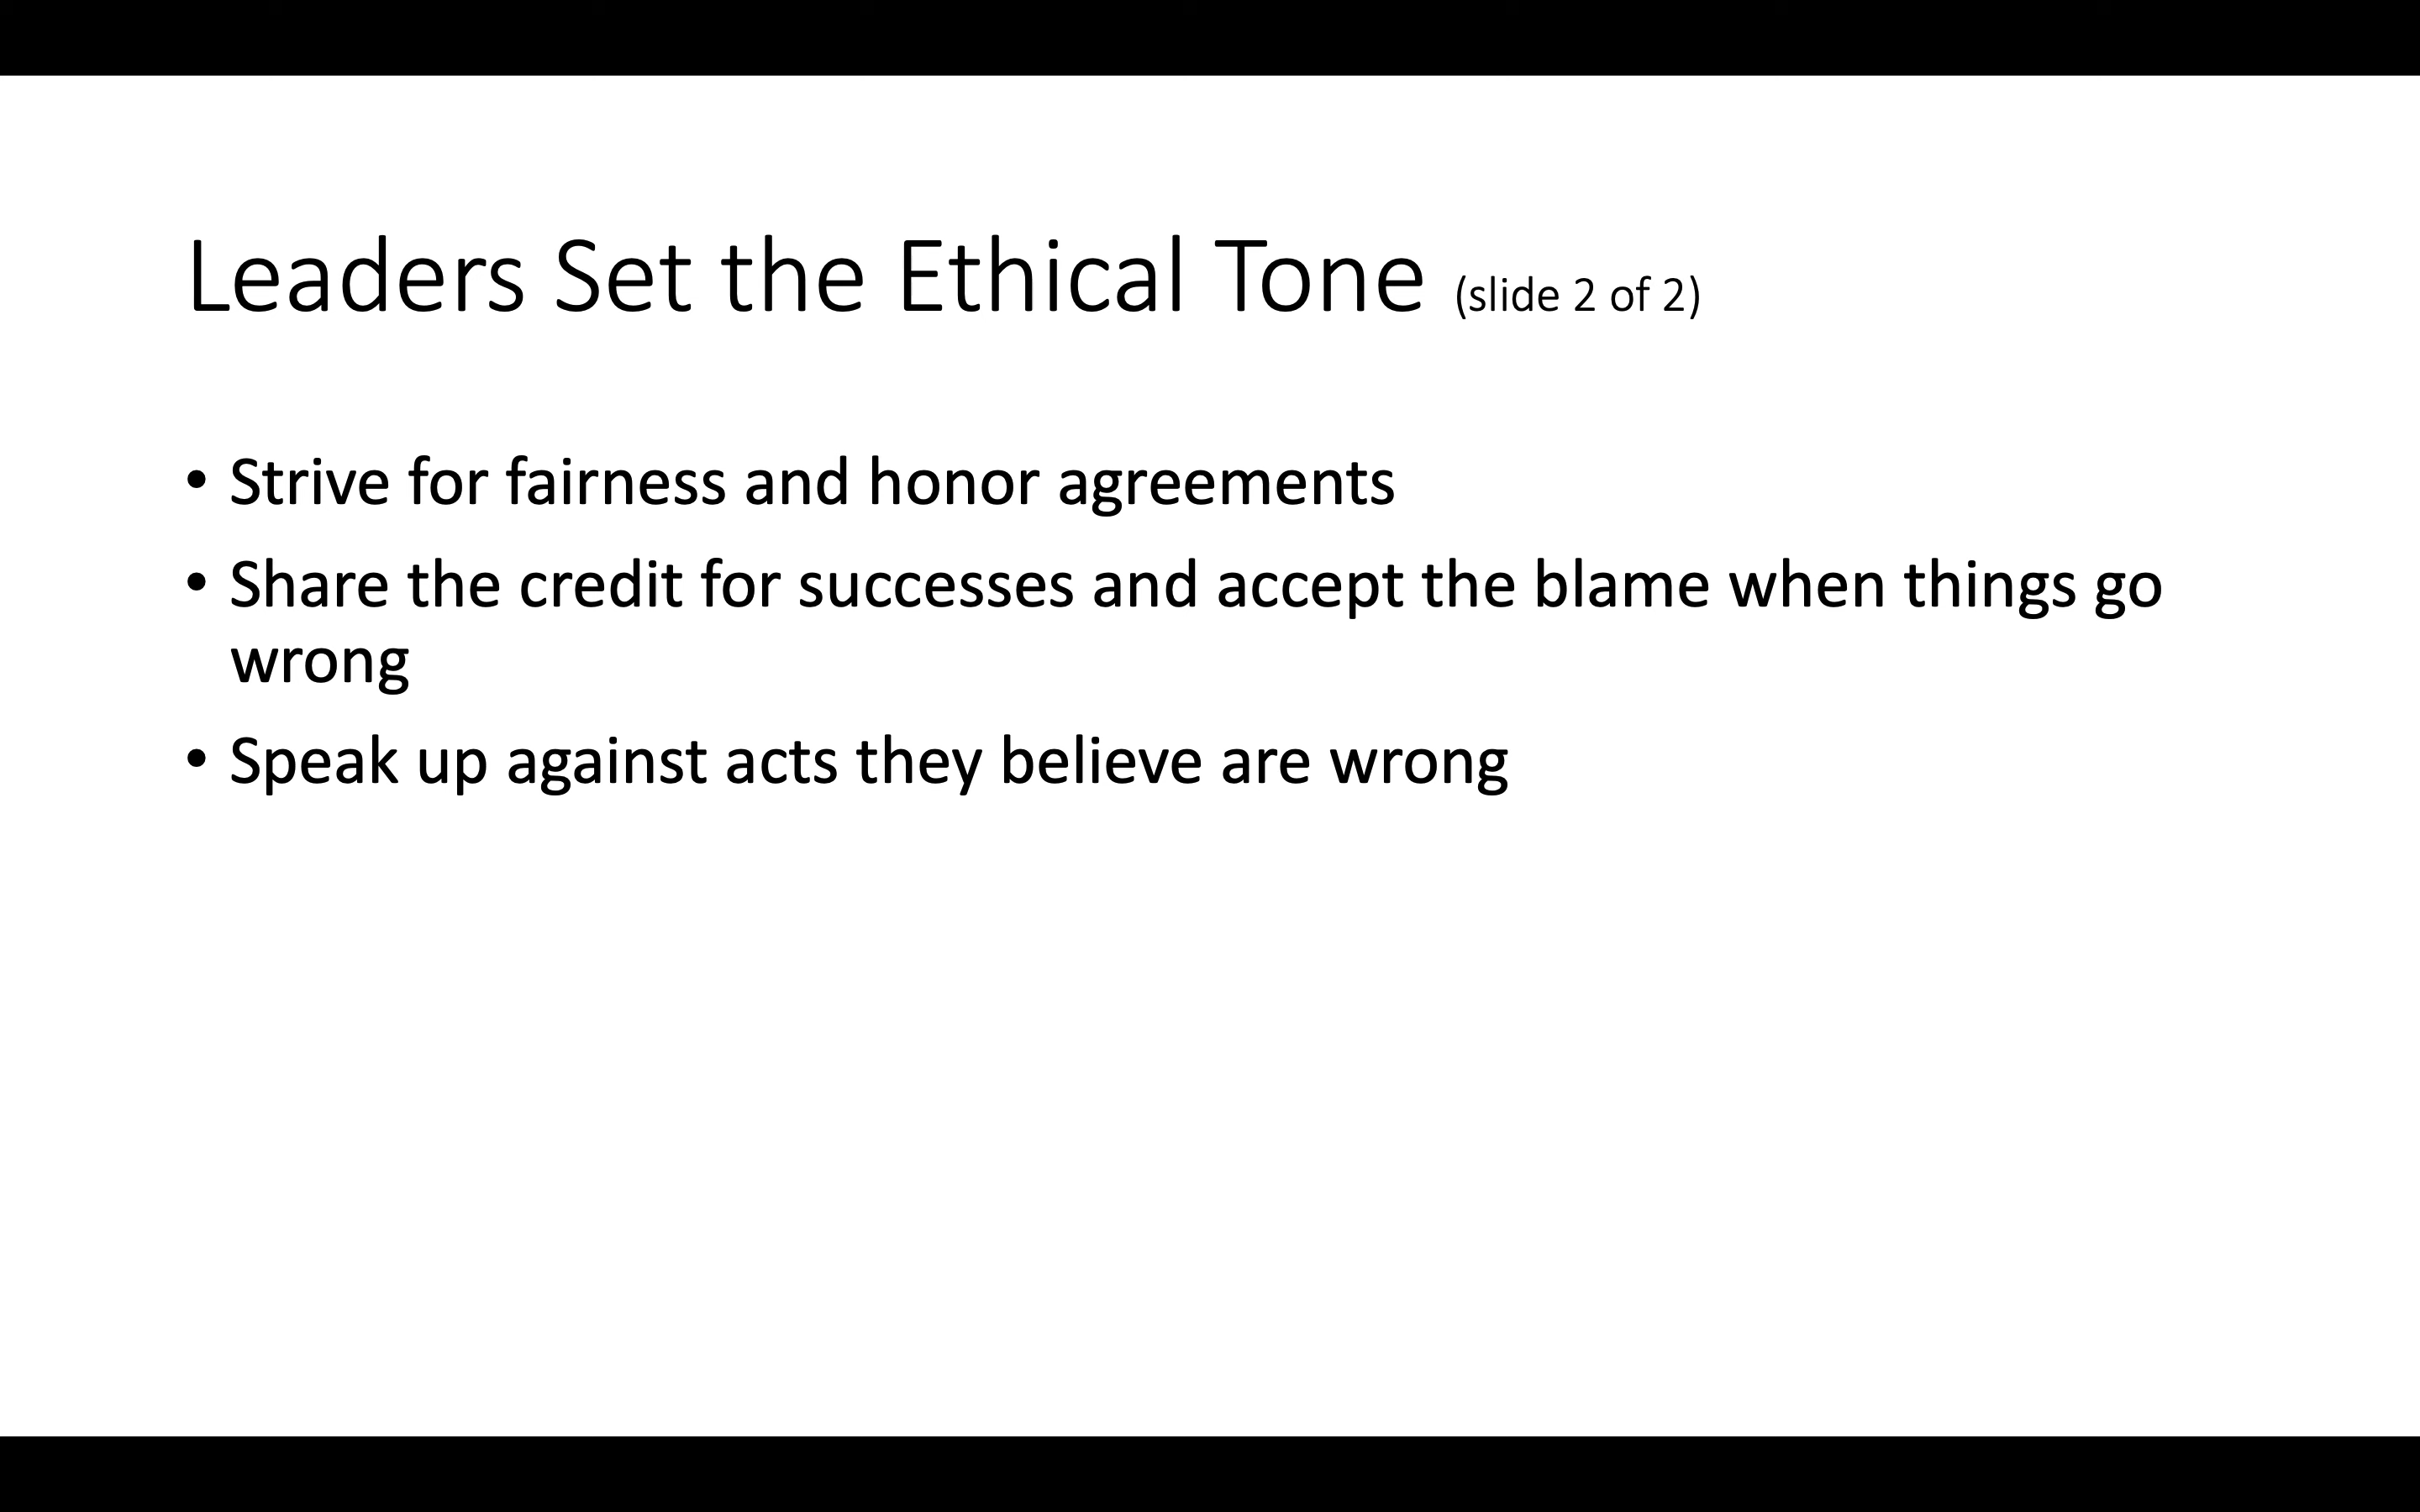 Leaders Set the Ethical Tone (slide 2 of 2)
• Strive for fairness and honor agreements
• Share the credit for successes and accept the blame when things go
wrong
• Speak up against acts they believe are wrong